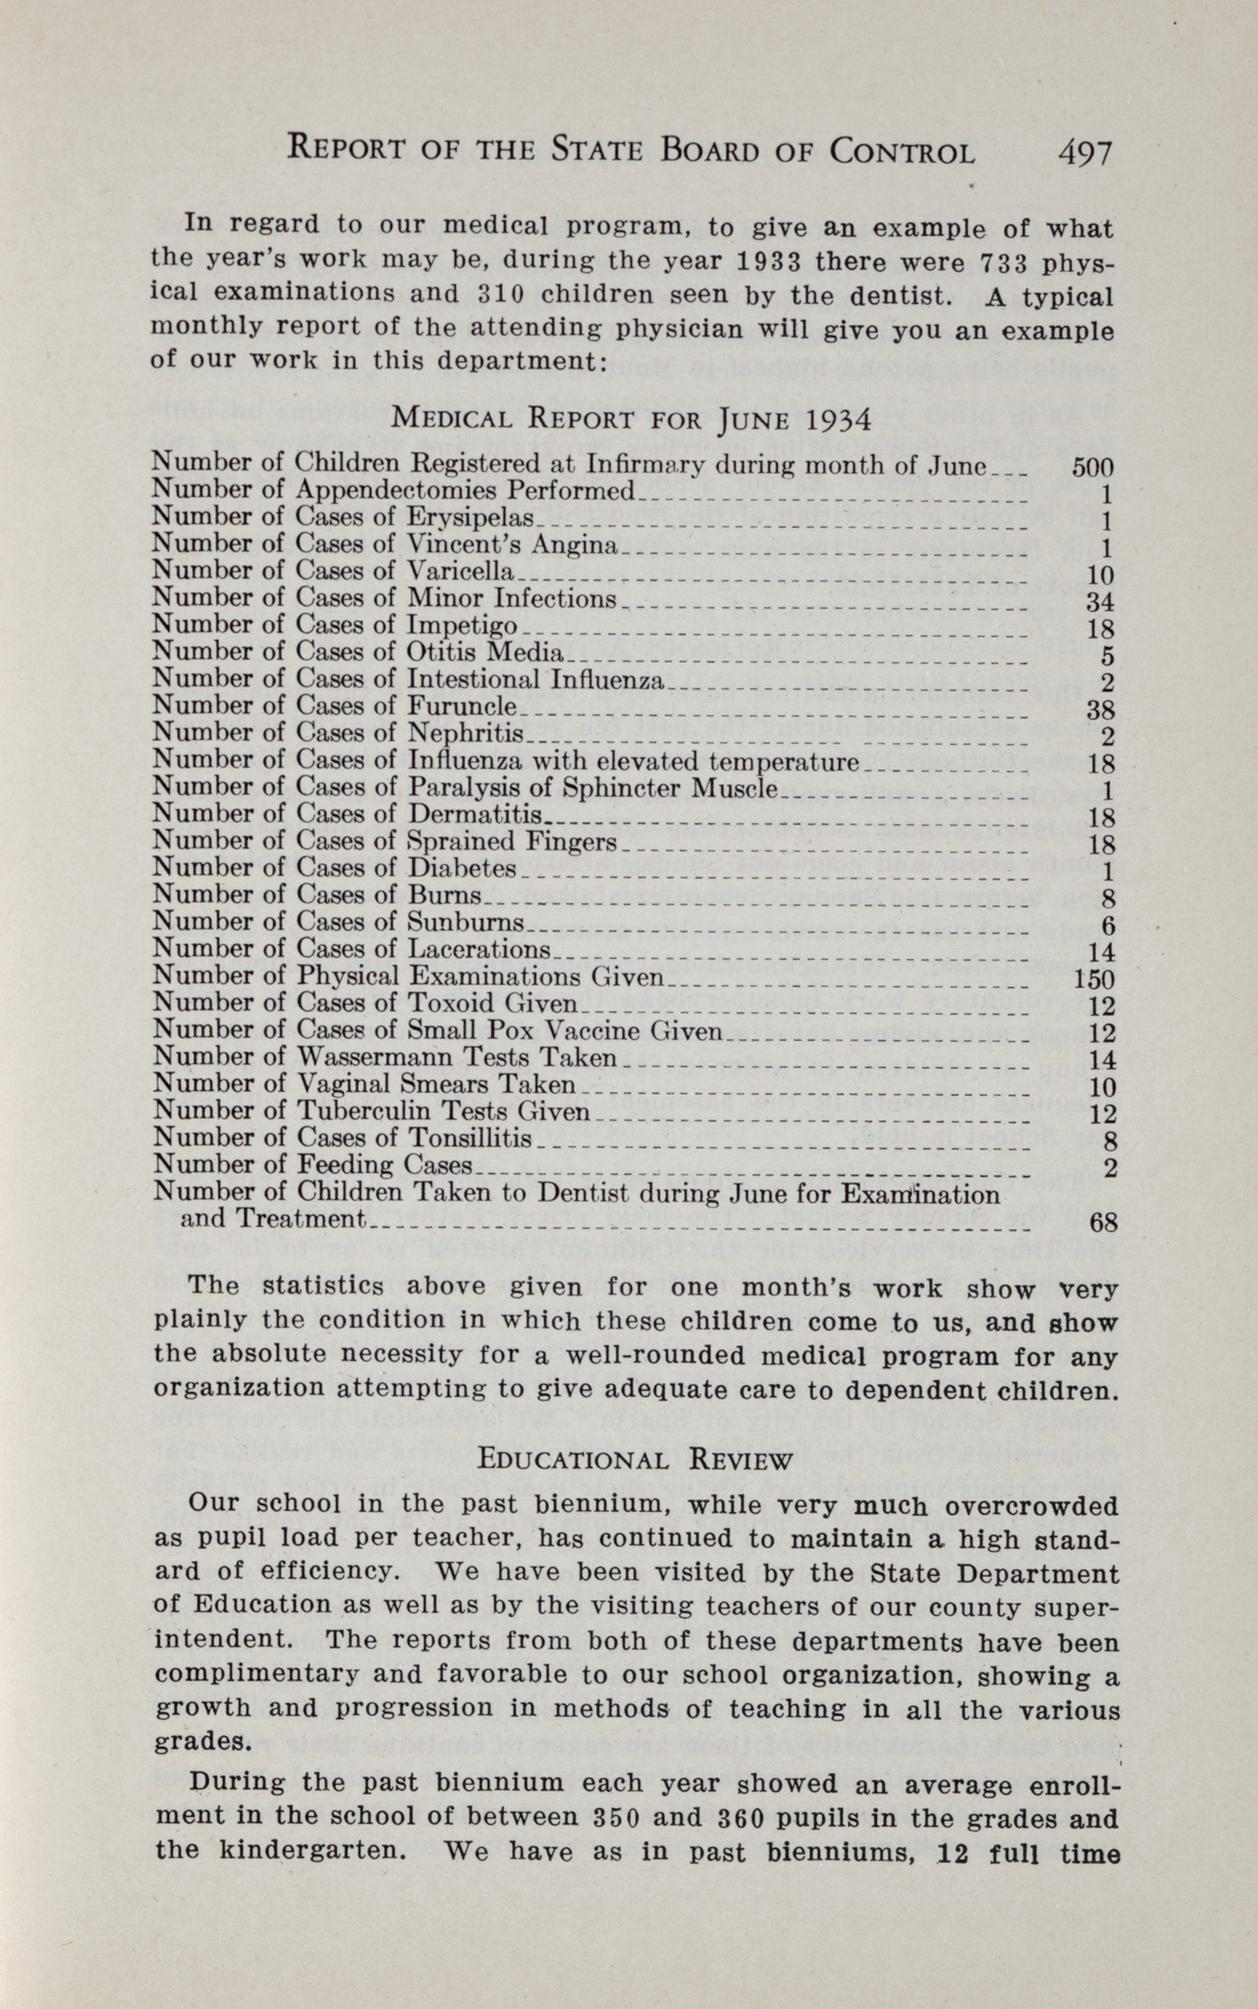 REPORT OF THE STATE BOARD OF CONTROL 497
In regard to our medical program, to give an example of what
the year's work may be, during the year 1933 there were 733 phys-
ical examinations and 310 children seen by the dentist. A typical
monthly report of the attending physician will give you an example
of our work in this department:
MEDICAL REPORT FOR JUNE 1934
Number of Children Registered at Infirmary during month of June 500
Number of Appendectomies Performed 1
Number of Cases of Erysipelas 1
Number of Cases of Vincent's Angina 1
Number of Cases of Varicella 10
Number of Cases of Minor Infections 34
Number of Cases of Impetigo 18
Number of Cases of Otitis Media 5
Number of Cases of Intestional Influenza 2
Number of Cases of Furuncle 38
Number of Cases of Nephritis 2
Number of Cases of Influenza with elevated temperature 18
Number of Cases of Paralysis of Sphincter Muscle 1
Number of Cases of Dermatitis 18
Number of Cases of Sprained Fingers 18
Number of Cases of Diabetes 1
Number of Cases of Burns 8
Number of Cases of Sunburns 6
Number of Cases of Lacerations 14
Number of Physical Examinations Given 150
Number of Cases of Toxoid Given 12
Number of Cases of Small Pox Vaccine Given 12
Number of Wassermann Tests Taken 14
Number of Vaginal Smears Taken 10
Number of Tuberculin Tests Given 12
Number of Cases of Tonsillitis 8
Number of Feeding Cases 2
Number of Children Taken to Dentist during June for Examination
and Treatment 68
The statistics above given for one month's work show very
plainly the condition in which these children come to us, and show
the absolute necessity for a well-rounded medical program for any
organization attempting to give adequate care to dependent children.
EDUCATIONAL REVIEW
Our school in the past biennium, while very much overcrowded
as pupil load per teacher, has continued to maintain a high stand-
ard of efficiency. We have been visited by the State Department
of Education as well as by the visiting teachers of our county super-
intendent. The reports from both of these departments have been
complimentary and favorable to our school organization, showing a
growth and progression in methods of teaching in all the various
grades.
During the past biennium each year showed an average enroll-
ment in the school of between 350 and 360 pupils in the grades and
the kindergarten. We have as in past bienniums, 12 full time